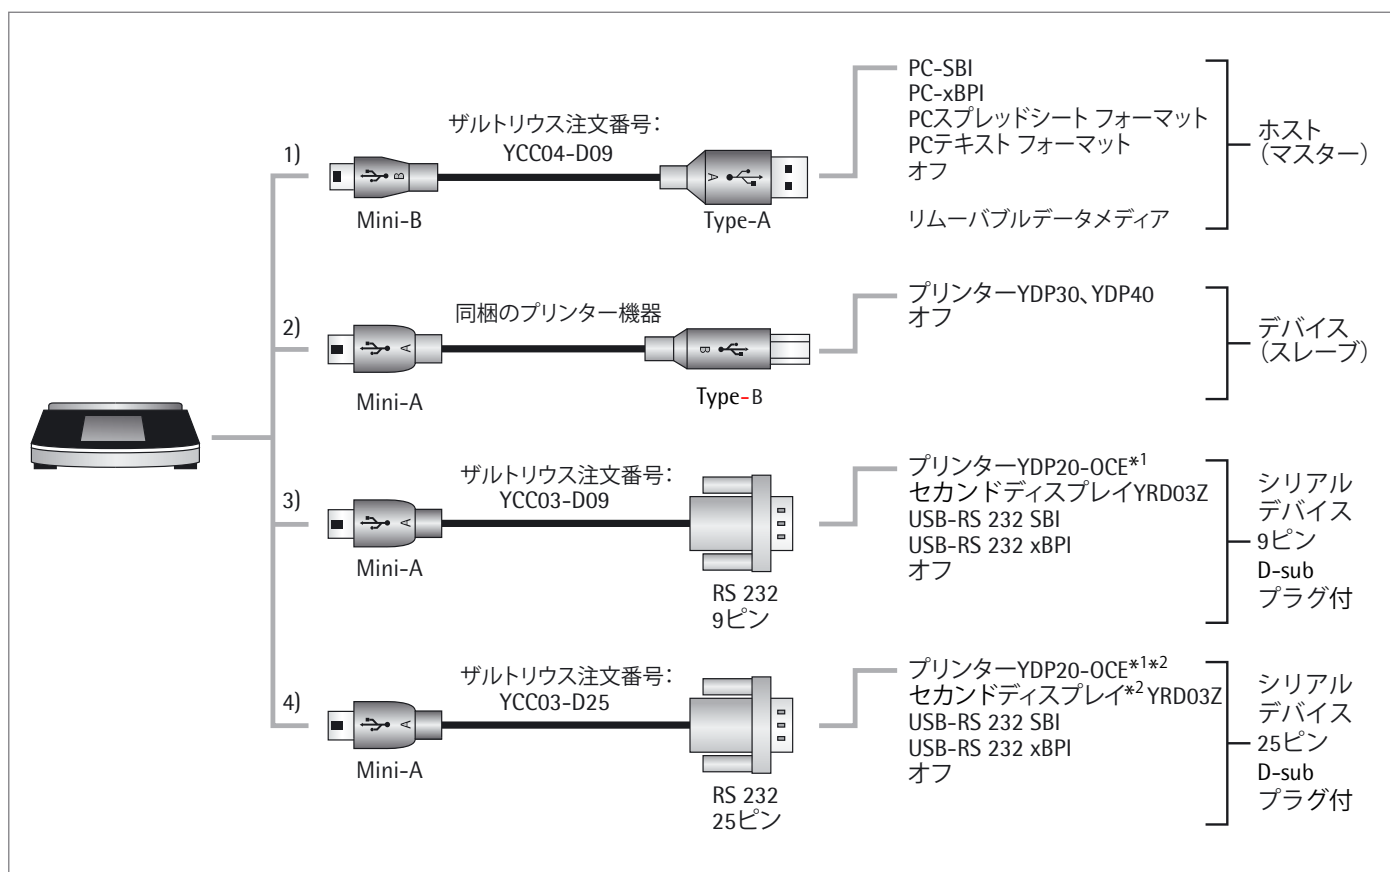 1)
ザルトリウス注文番号:
YCC04-D09
B
A
Mini-B
Type-A
PC-SBI
PC-xBPI
PCスプレッドシート フォーマット
PCテキスト フォーマット
オフ
リムーバブルデータメディア
ホスト
(マスター)
2)
同梱のプリンター機器
A
B
Mini-A
Type-B
プリンターYDP30、YDP40
オフ
デバイス
(スレーブ)
3)
ザルトリウス注文番号:
YCC03-D09
A
Mini-A
RS 232
9ピン
プリンターYDP20-OCE*1
セカンドディスプレイYRD03Z
USB-RS 232 SBI
USB-RS 232 xBPI
オフ
シリアル
デバイス
9ピン
D-sub
プラグ付
4)
ザルトリウス注文番号:
YCC03-D25
A
Mini-A
RS 232
25ピン
プリンターYDP20-OCE*1*2
セカンドディスプレイ*2 YRD03Z
USB-RS 232 SBI
USB-RS 232 xBPI
オフ
シリアル
デバイス
25ピン
D-sub
プラグ付